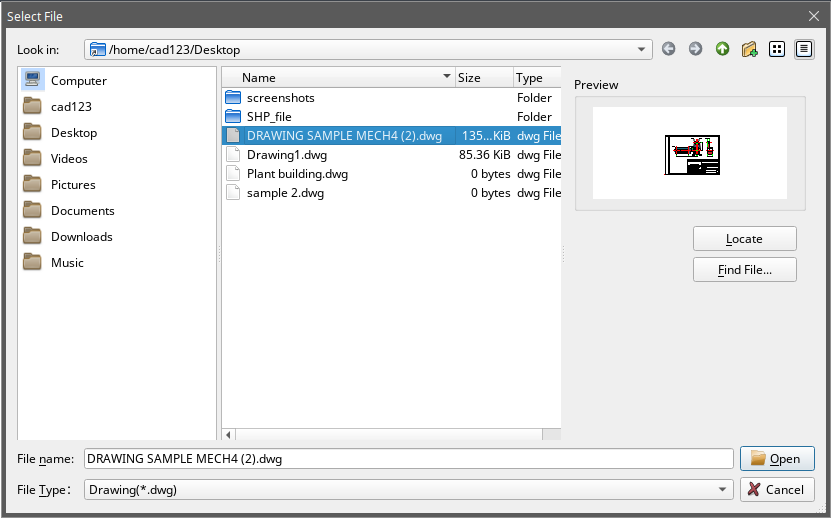 Select File
Look in: /home/cad123/Desktop
Computer
cad123
Desktop
Videos
Pictures
Documents
Downloads
Music
Name Size Type
screenshots Folder
SHP_file Folder
DRAWING SAMPLE MECH4 (2).dwg 135...KiB dwg File
Drawing1.dwg 85.36 KiB dwg File
Plant building.dwg 0 bytes dwg File
sample 2.dwg 0 bytes dwg File
Preview
Locate
Find File...
File name: DRAWING SAMPLE MECH4 (2).dwg
Open
File Type: Drawing(*.dwg)
Cancel